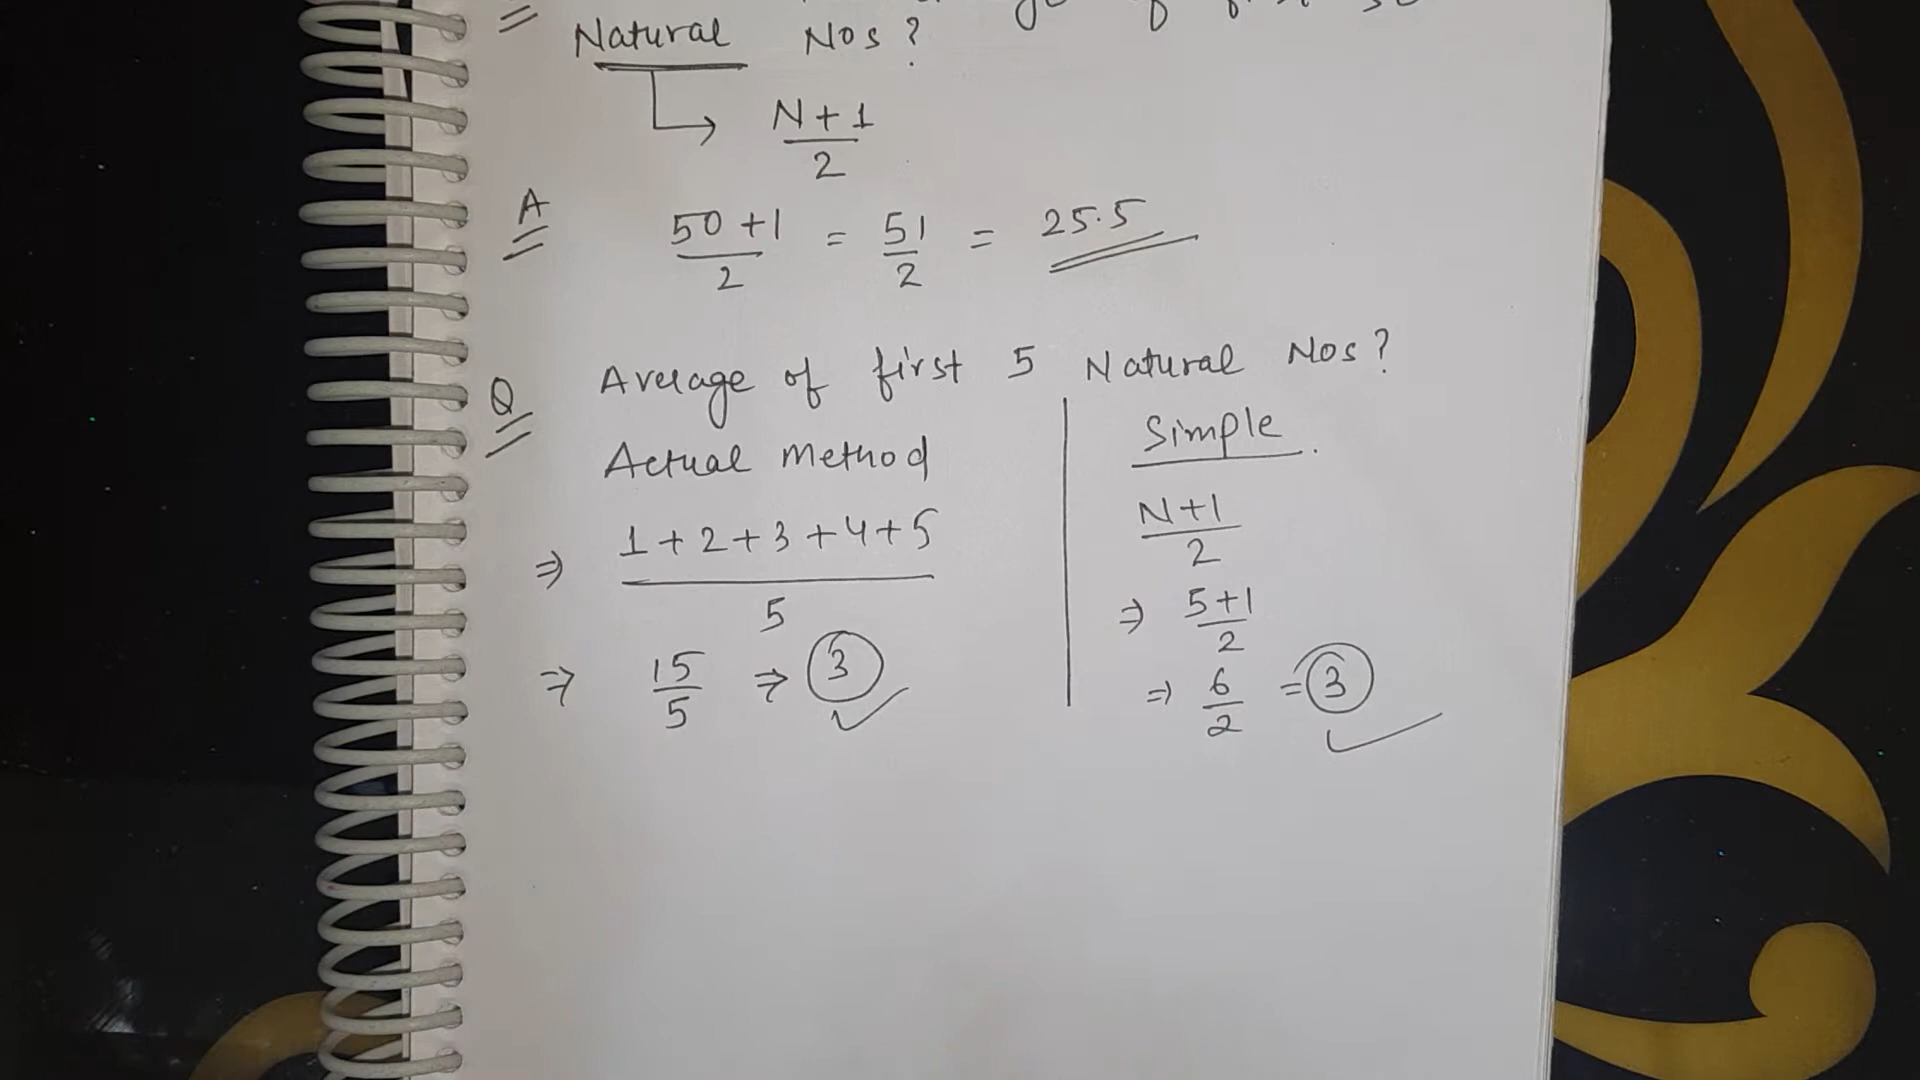 Natural Nos?
N+1
2
A
50+1 = 51 = 25.5
2 2
Q Average of first 5 Natural Nos?
Actual Method
1+2+3+4+5
5
⇒ 15 ⇒ 3
5
Simple.
N+1
2
⇒ 5+1
2
⇒ 6 = 3
2